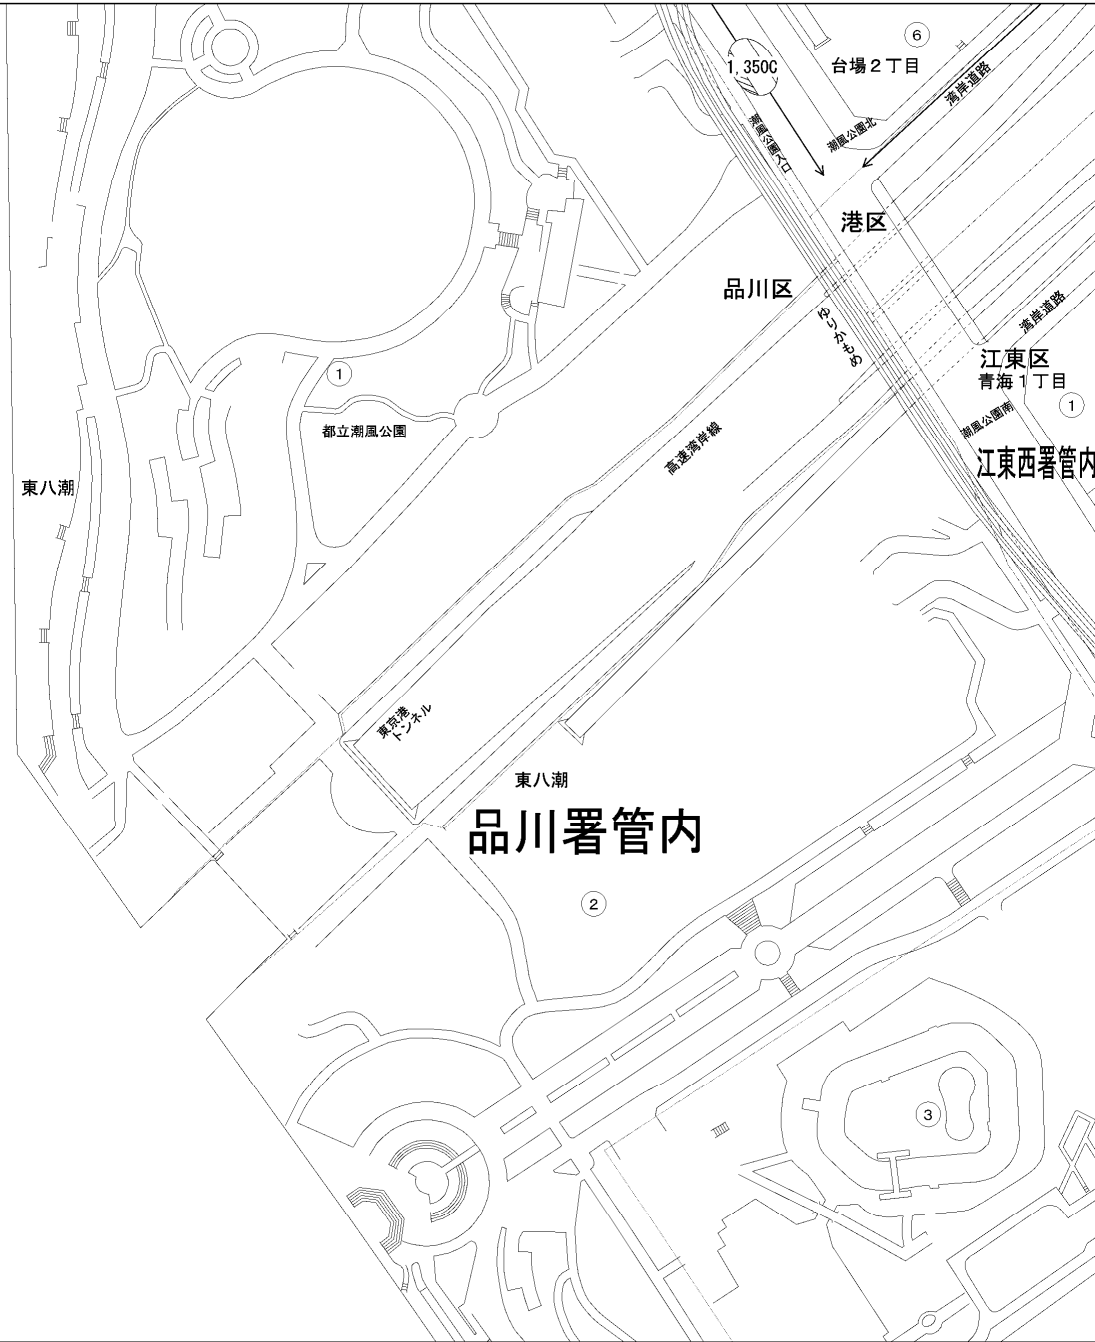 6
1,350C
台場2丁目
湾岸道路
潮風公園北
潮風公園入口
港区
品川区
湾岸道路
ゆりかもめ
江東区
青海1丁目
1
1
潮風公園南
都立潮風公園
高速湾岸線
江東西署管内
東八潮
東京港
トンネル
東八潮
品川署管内
2
3